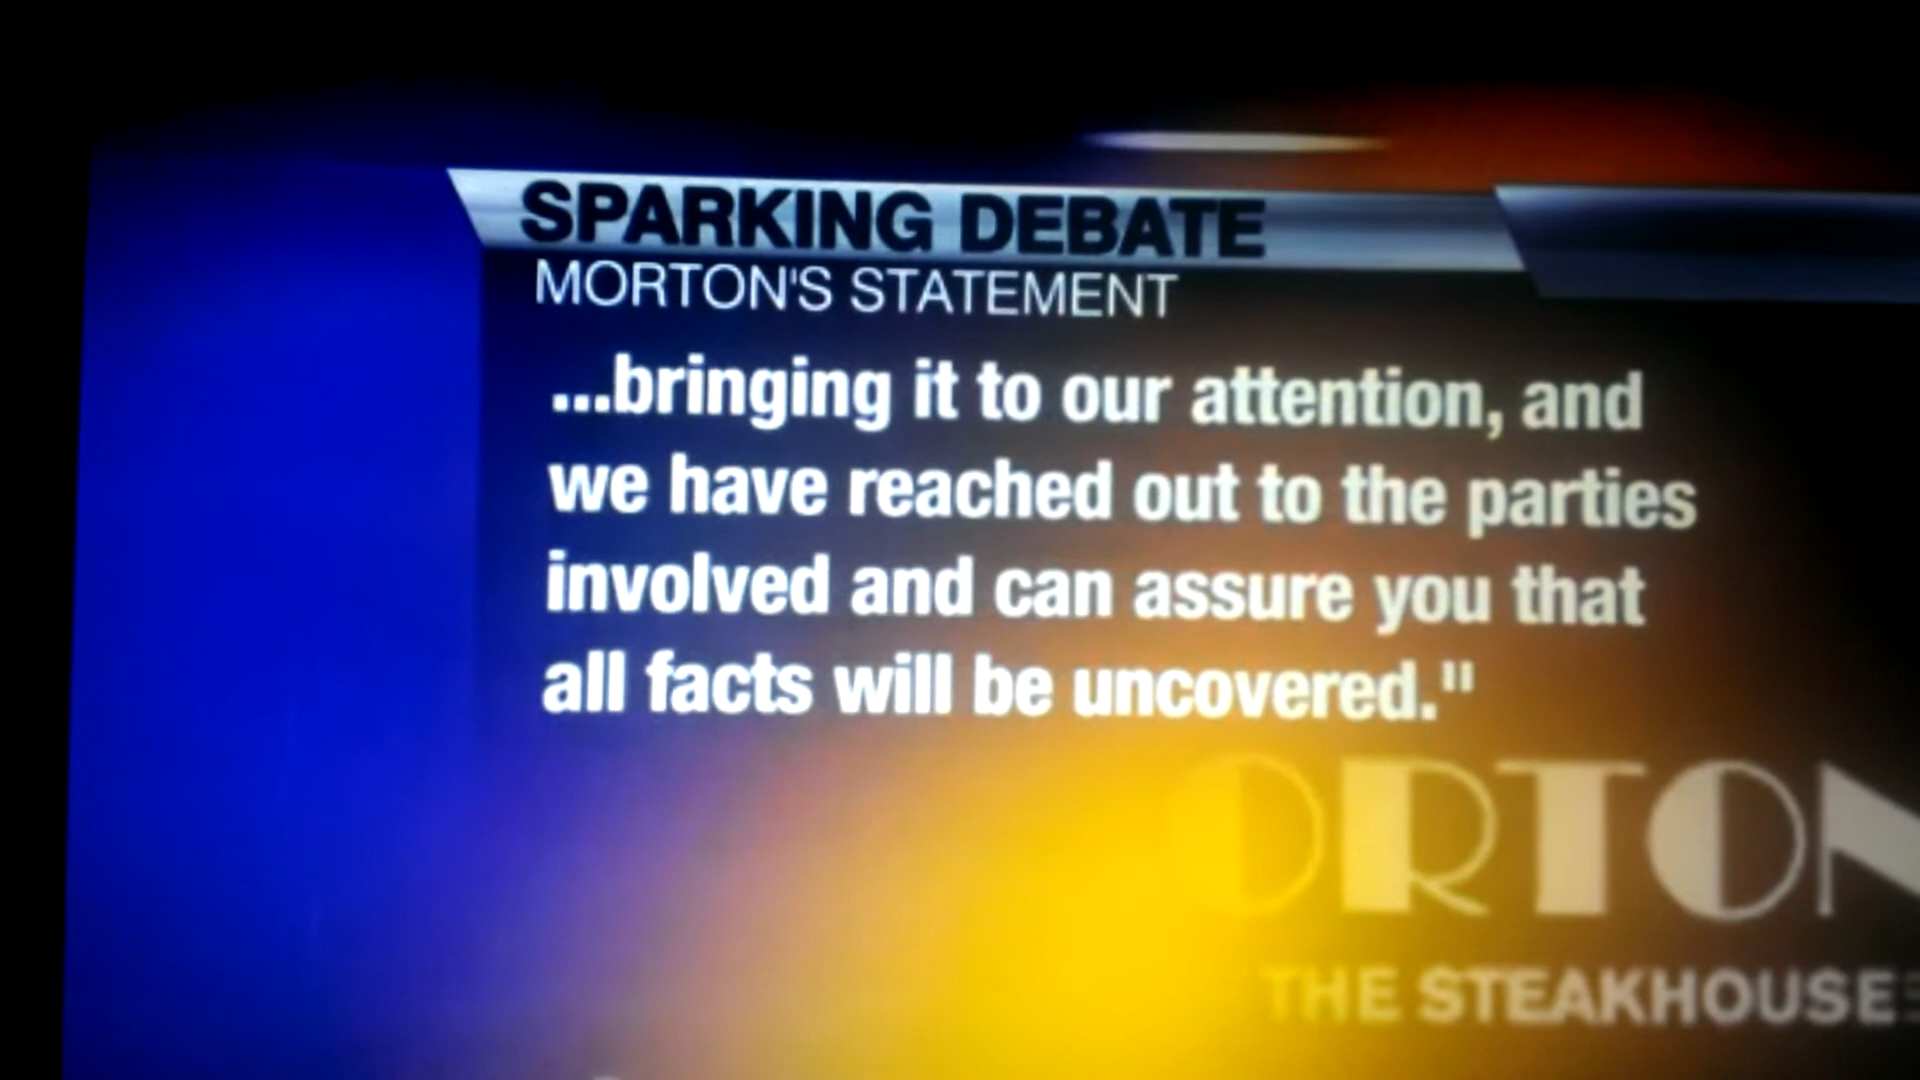 SPARKING DEBATE
MORTON'S STATEMENT
...bringing it to our attention, and
we have reached out to the parties
involved and can assure you that
all facts will be uncovered."
ORTON
THE STEAKHOUSE